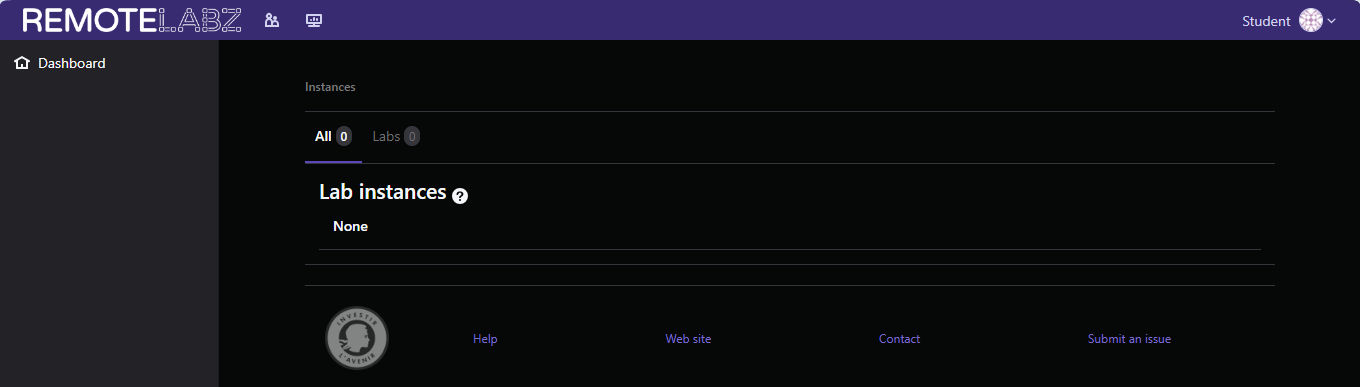 REMOTELABZ
Student
Dashboard
Instances
All 0
Labs 0
Lab instances ?
None
INVESTIR
L'AVENIR
Help
Web site
Contact
Submit an issue